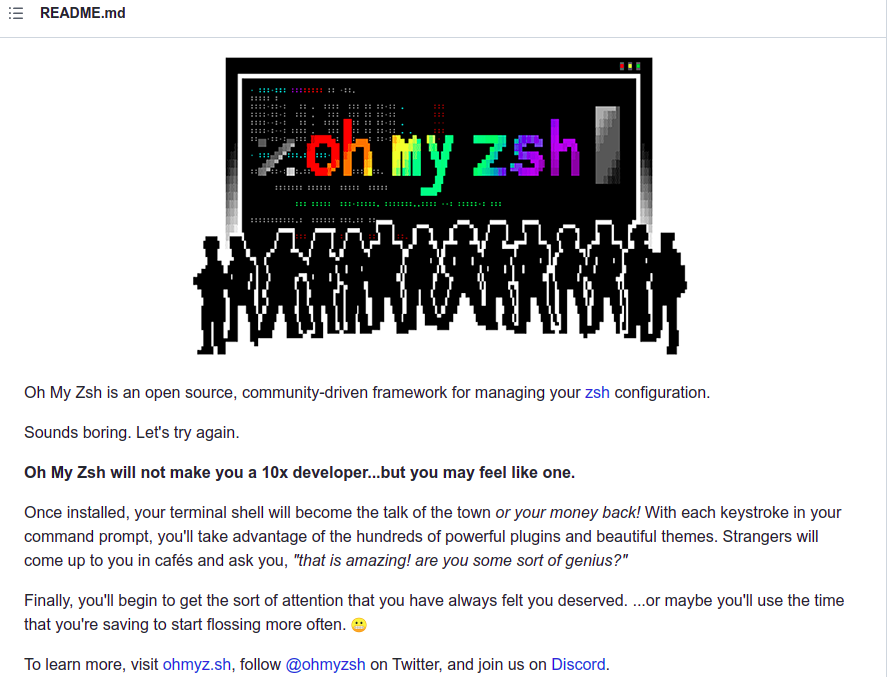 README.md
oh my zsh
Oh My Zsh is an open source, community-driven framework for managing your zsh configuration.
Sounds boring. Let's try again.
Oh My Zsh will not make you a 10x developer...but you may feel like one.
Once installed, your terminal shell will become the talk of the town or your money back! With each keystroke in your
command prompt, you'll take advantage of the hundreds of powerful plugins and beautiful themes. Strangers will
come up to you in cafés and ask you, "that is amazing! are you some sort of genius?"
Finally, you'll begin to get the sort of attention that you have always felt you deserved. ...or maybe you'll use the time
that you're saving to start flossing more often. 😬
To learn more, visit ohmyz.sh, follow @ohmyzsh on Twitter, and join us on Discord.